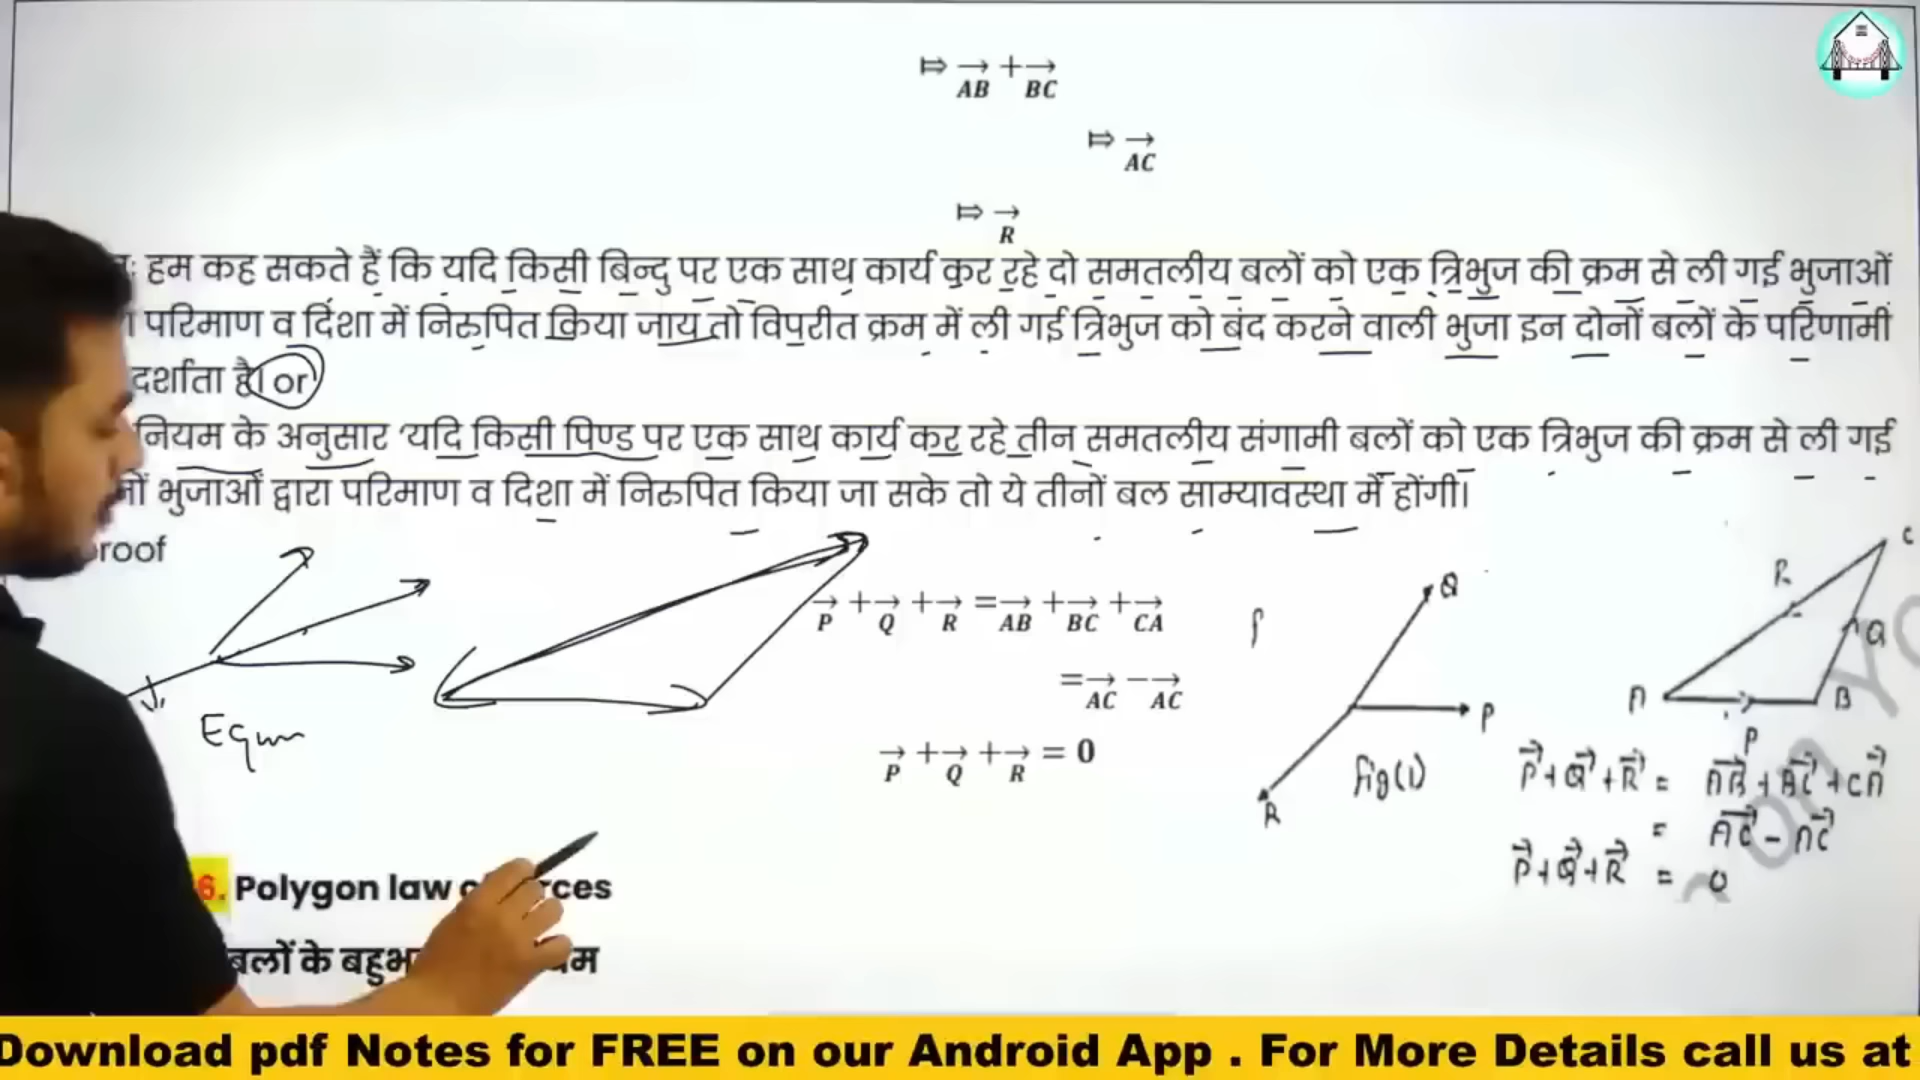 ⇒ AB + BC
⇒ AC
⇒ R
हम कह सकते हैं कि यदि किसी बिन्दु पर एक साथ कार्य कर रहे दो समतलीय बलों को एक त्रिभुज की क्रम से ली गई भुजाओं
परिमाण व दिशा में निरुपित किया जाय तो विपरीत क्रम में ली गई त्रिभुज को बंद करने वाली भुजा इन दोनों बलों के परिणामी
दर्शाता है। or
नियम के अनुसार 'यदि किसी पिण्ड पर एक साथ कार्य कर रहे तीन समतलीय संगामी बलों को एक त्रिभुज की क्रम से ली गई
भुजाओं द्वारा परिमाण व दिशा में निरुपित किया जा सके तो ये तीनों बल साम्यावस्था में होंगी।
roof
P + Q + R = AB + BC + CA
= AC − AC
P + Q + R = 0
Eqm
Q
P
R
Fig(1)
C
R
Q
A
B
P
P + Q + R = AB + BC + CA
= AC - AC
P + Q + R = 0
6. Polygon law
बलों के
Download pdf Notes for FREE on our Android App . For More Details call us at